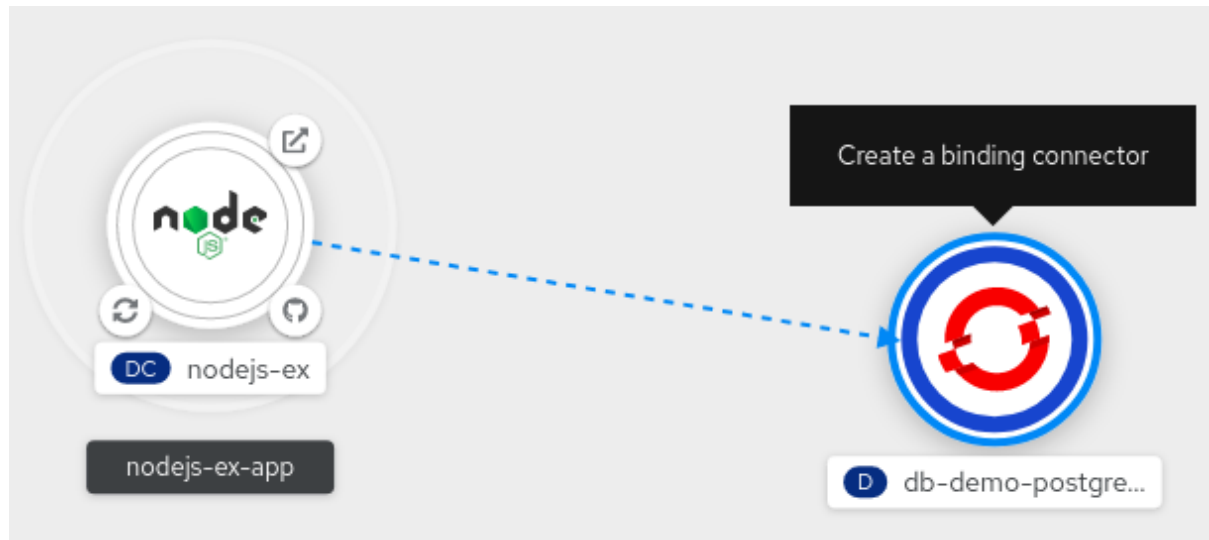 node
JS
DC nodejs-ex
nodejs-ex-app
Create a binding connector
D db-demo-postgre...